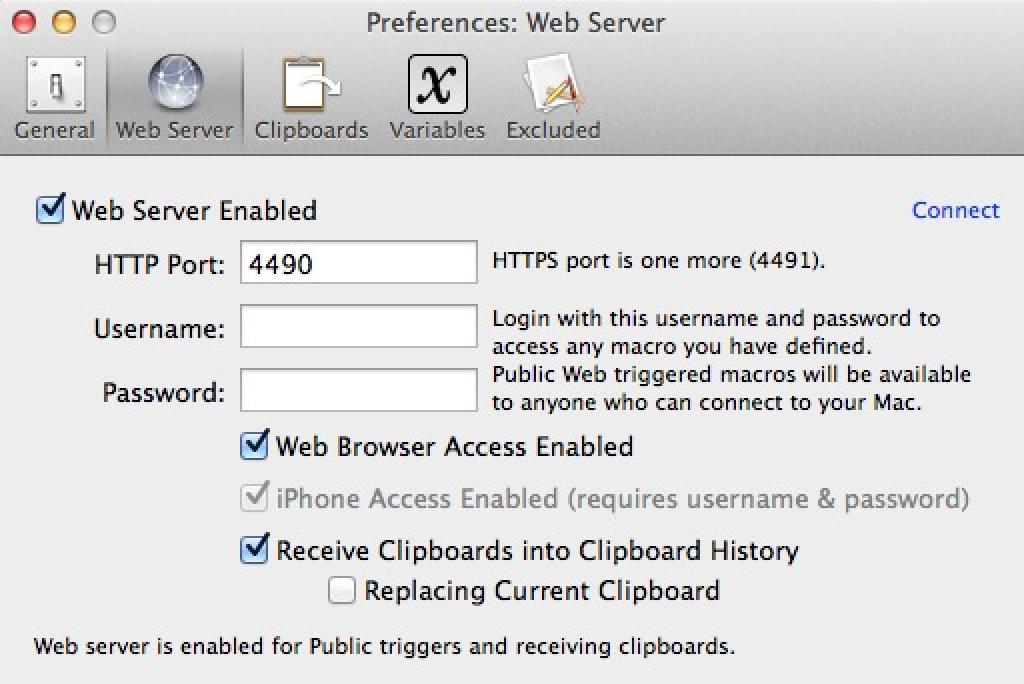 Preferences: Web Server
General Web Server Clipboards Variables Excluded
Web Server Enabled Connect
HTTP Port: 4490 HTTPS port is one more (4491).
Username: Login with this username and password to
access any macro you have defined.
Password: Public Web triggered macros will be available
to anyone who can connect to your Mac.
Web Browser Access Enabled
iPhone Access Enabled (requires username & password)
Receive Clipboards into Clipboard History
Replacing Current Clipboard
Web server is enabled for Public triggers and receiving clipboards.